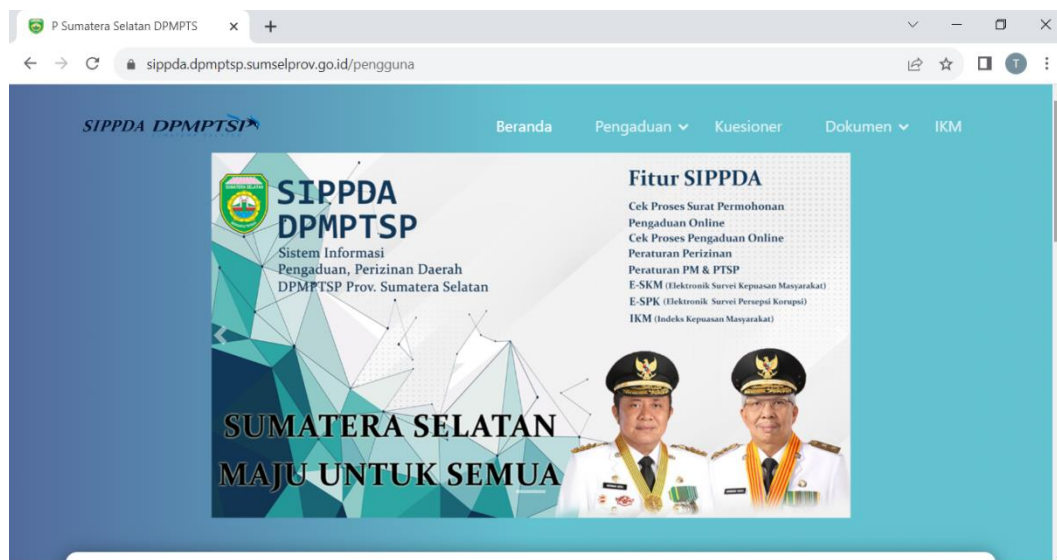 P Sumatera Selatan DPMPTS
sippda.dpmptsp.sumselprov.go.id/pengguna
T
SIPPDA DPMPTSP
Beranda Pengaduan Kuesioner Dokumen IKM
SIPPDA
DPMPTSP
Sistem Informasi
Pengaduan, Perizinan Daerah
DPMPTSP Prov. Sumatera Selatan
Fitur SIPPDA
Cek Proses Surat Permohonan
Pengaduan Online
Cek Proses Pengaduan Online
Peraturan Perizinan
Peraturan PM & PTSP
E-SKM (Elektronik Survei Kepuasan Masyarakat)
E-SPK (Elektronik Survei Persepsi Korupsi)
IKM (Indeks Kepuasan Masyarakat)
SUMATERA SELATAN
MAJU UNTUK SEMUA